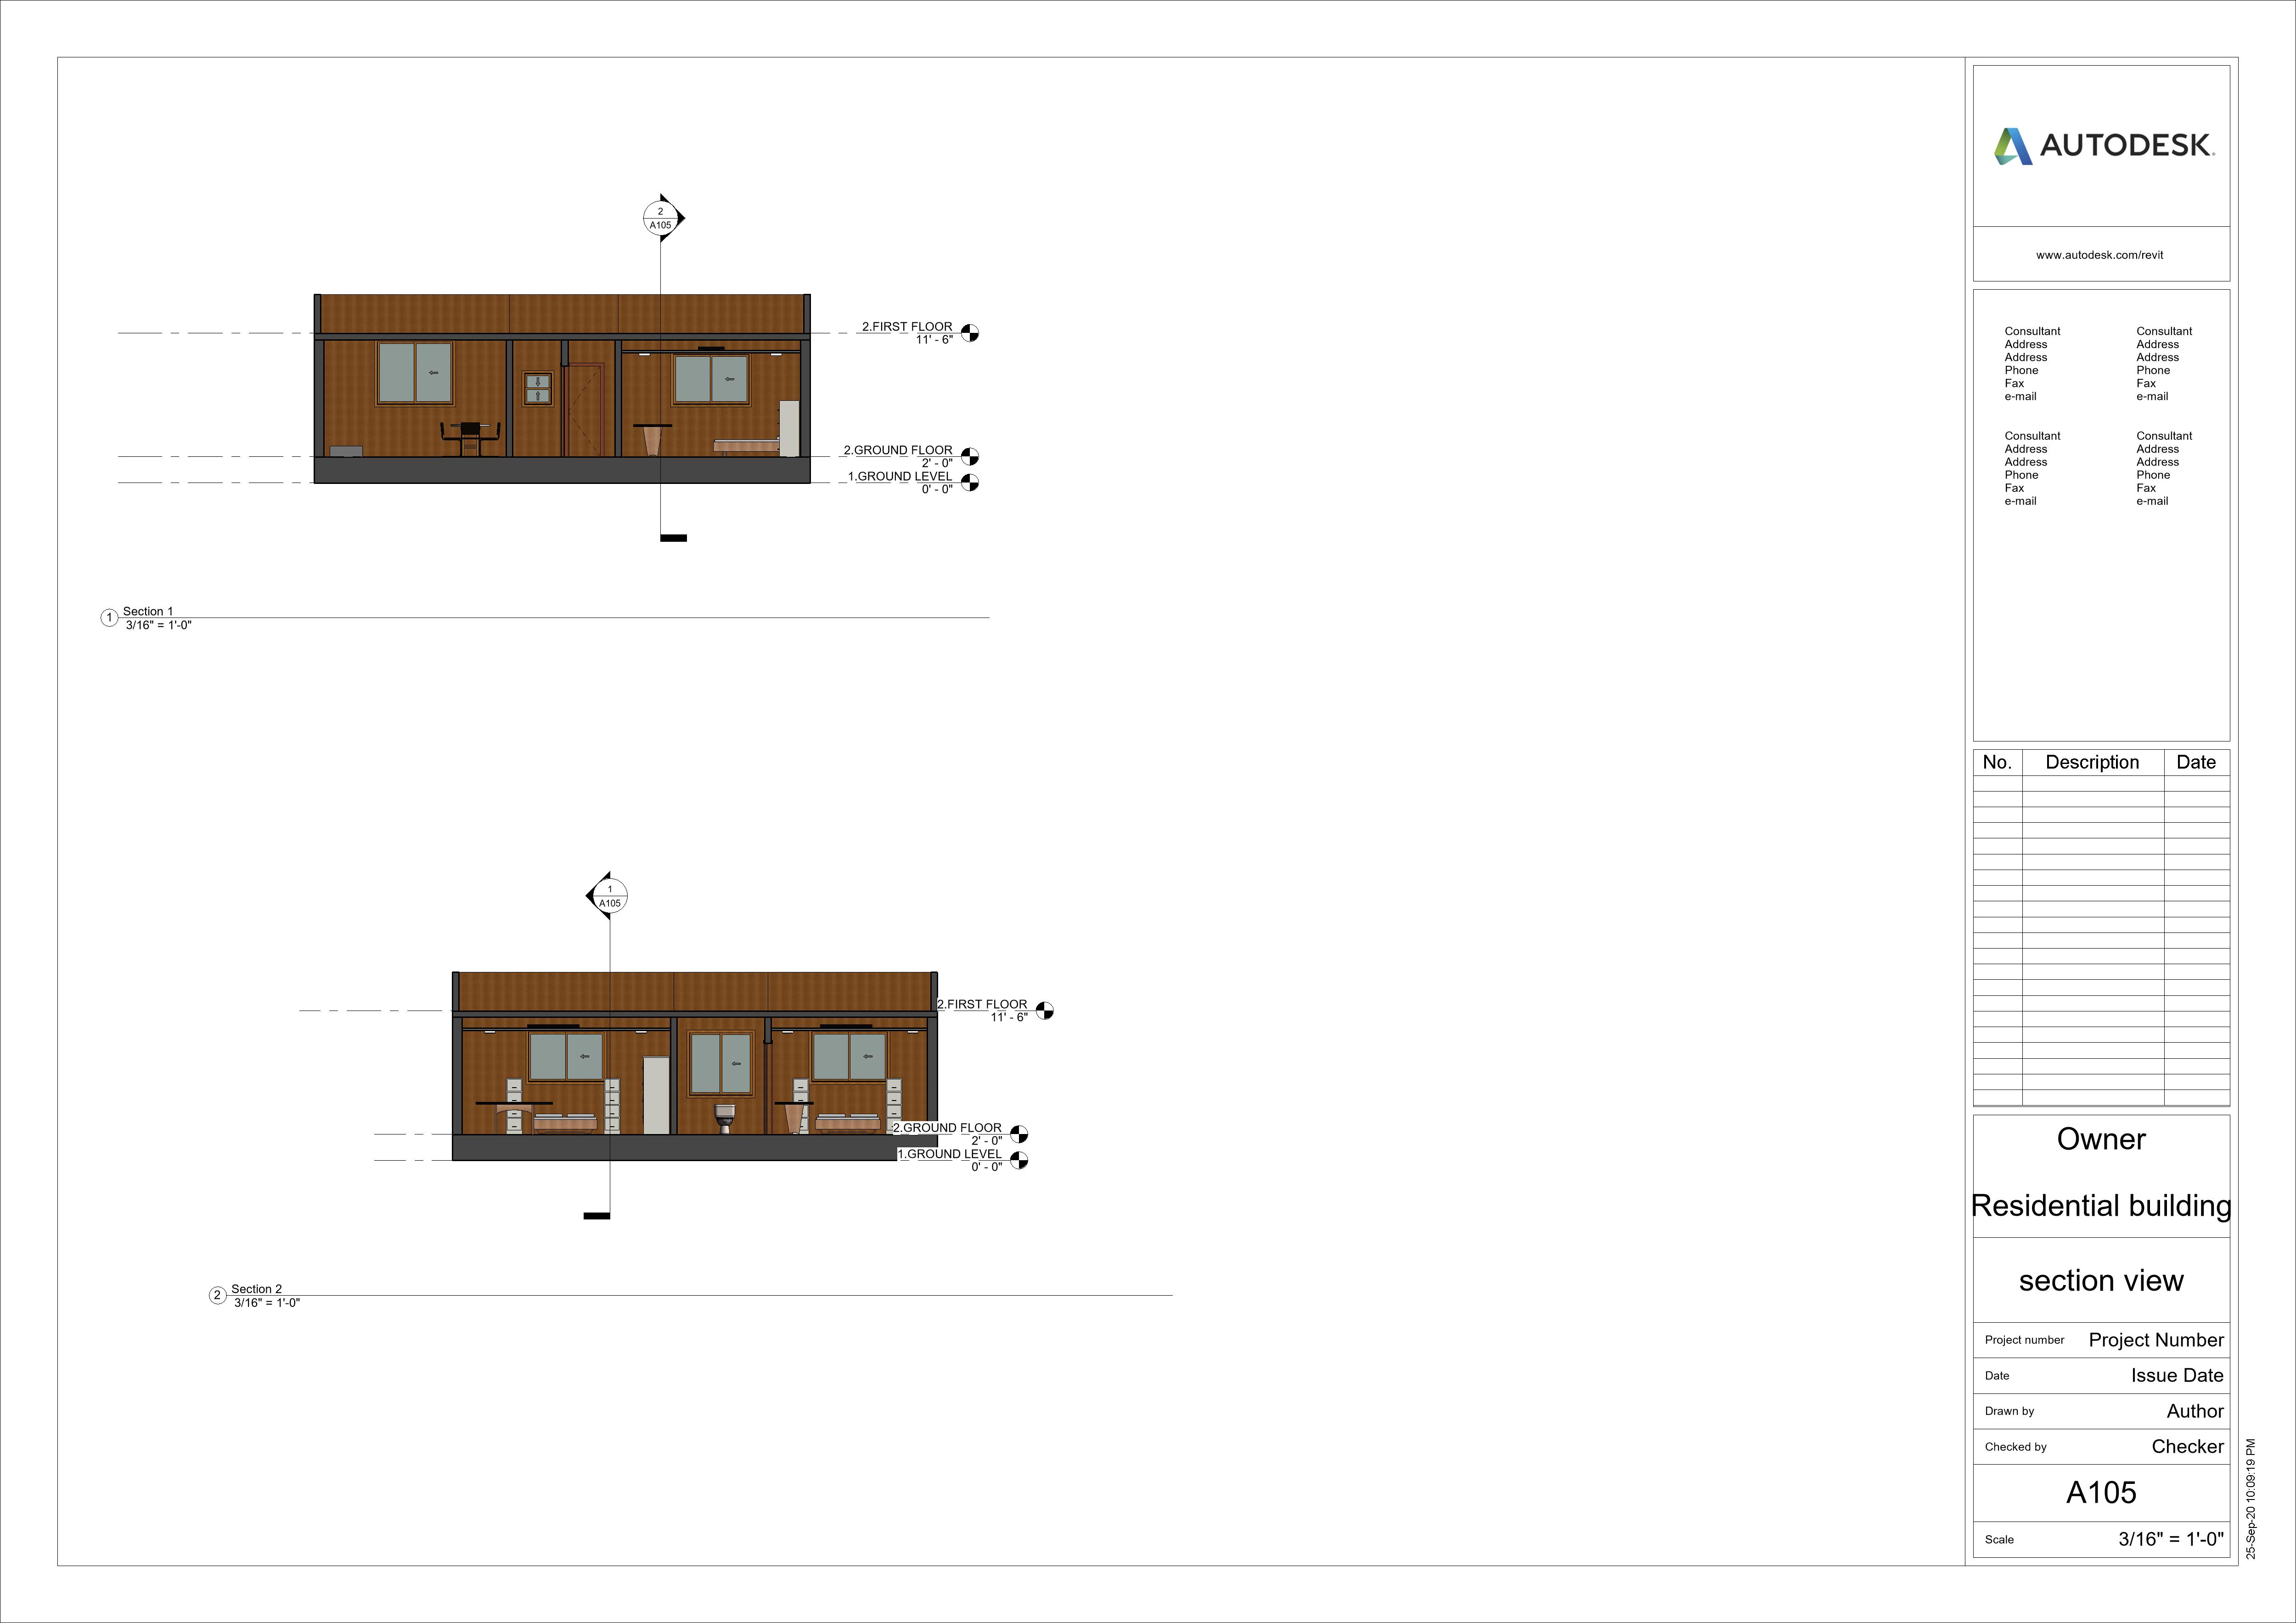 2
A105
2.FIRST FLOOR
11' - 6"
2.GROUND FLOOR
2' - 0"
1.GROUND LEVEL
0' - 0"
1
Section 1
3/16" = 1'-0"
1
A105
2.FIRST FLOOR
11' - 6"
2.GROUND FLOOR
2' - 0"
1.GROUND LEVEL
0' - 0"
2
Section 2
3/16" = 1'-0"
AUTODESK.
www.autodesk.com/revit
Consultant
Address
Address
Phone
Fax
e-mail
Consultant
Address
Address
Phone
Fax
e-mail
Consultant
Address
Address
Phone
Fax
e-mail
Consultant
Address
Address
Phone
Fax
e-mail
No. Description Date
Owner
Residential building
section view
Project number Project Number
Date Issue Date
Drawn by Author
Checked by Checker
A105
Scale 3/16" = 1'-0"
25-Sep-20 10:09:19 PM